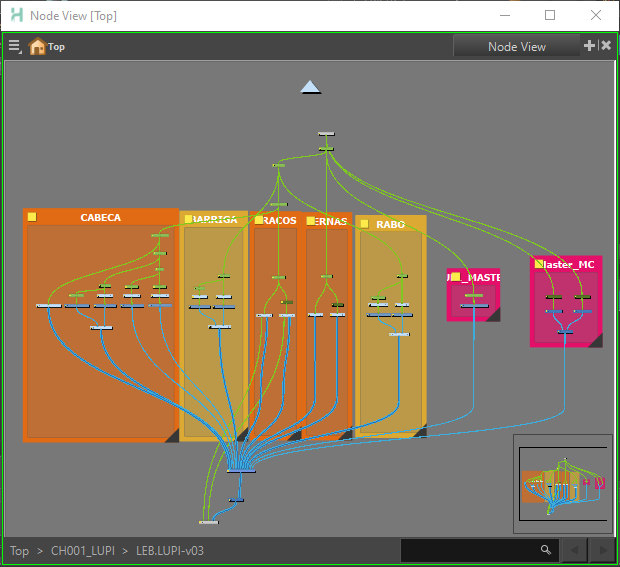 Node View [Top]
Top
Node View
CABECA
BARRIGA
RACOS
ERNAS
RABO
_MASTE
Master_MC
Top > CH001_LUPI > LEB.LUPI-v03